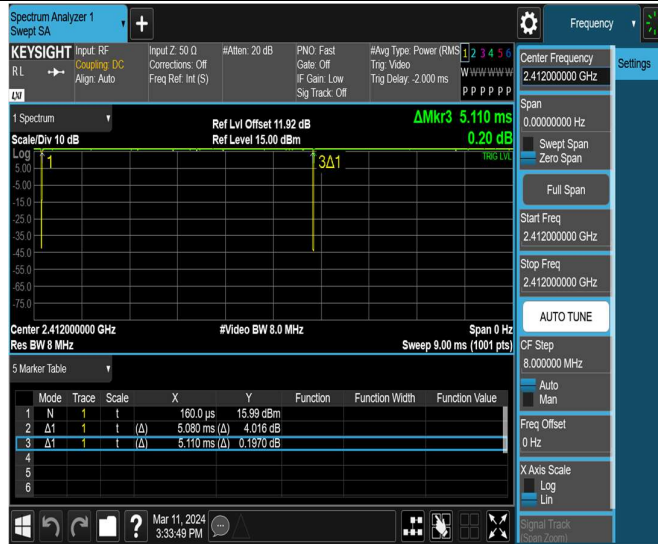 Spectrum Analyzer 1
Swept SA
Frequency
KEYSIGHT
RL
LXI
Input: RF
Coupling: DC
Align: Auto
Input Z: 50 Ω
Corrections: Off
Freq Ref: Int (S)
#Atten: 20 dB
PNO: Fast
Gate: Off
IF Gain: Low
Sig Track: Off
#Avg Type: Power (RMS
Trig: Video
Trig Delay: -2.000 ms
1 2 3 4 5 6
W W W W W W
P P P P P P
Center Frequency
2.412000000 GHz
Settings
Span
0.00000000 Hz
Swept Span
Zero Span
Full Span
Start Freq
2.412000000 GHz
Stop Freq
2.412000000 GHz
AUTO TUNE
CF Step
8.000000 MHz
Auto
Man
Freq Offset
0 Hz
X Axis Scale
Log
Lin
Signal Track
(Span Zoom)
1 Spectrum
Scale/Div 10 dB
Ref Lvl Offset 11.92 dB
Ref Level 15.00 dBm
ΔMkr3 5.110 ms
0.20 dB
Log
TRIG LVL
1
3Δ1
5.00
-5.00
-15.0
-25.0
-35.0
-45.0
-55.0
-65.0
-75.0
Center 2.412000000 GHz
#Video BW 8.0 MHz
Span 0 Hz
Res BW 8 MHz
Sweep 9.00 ms (1001 pts)
5 Marker Table
Mode Trace Scale X Y Function Function Width Function Value
1 N 1 t 160.0 µs 15.99 dBm
2 Δ1 1 t (Δ) 5.080 ms (Δ) 4.016 dB
3 Δ1 1 t (Δ) 5.110 ms (Δ) 0.1970 dB
4
5
6
?
Mar 11, 2024
3:33:49 PM